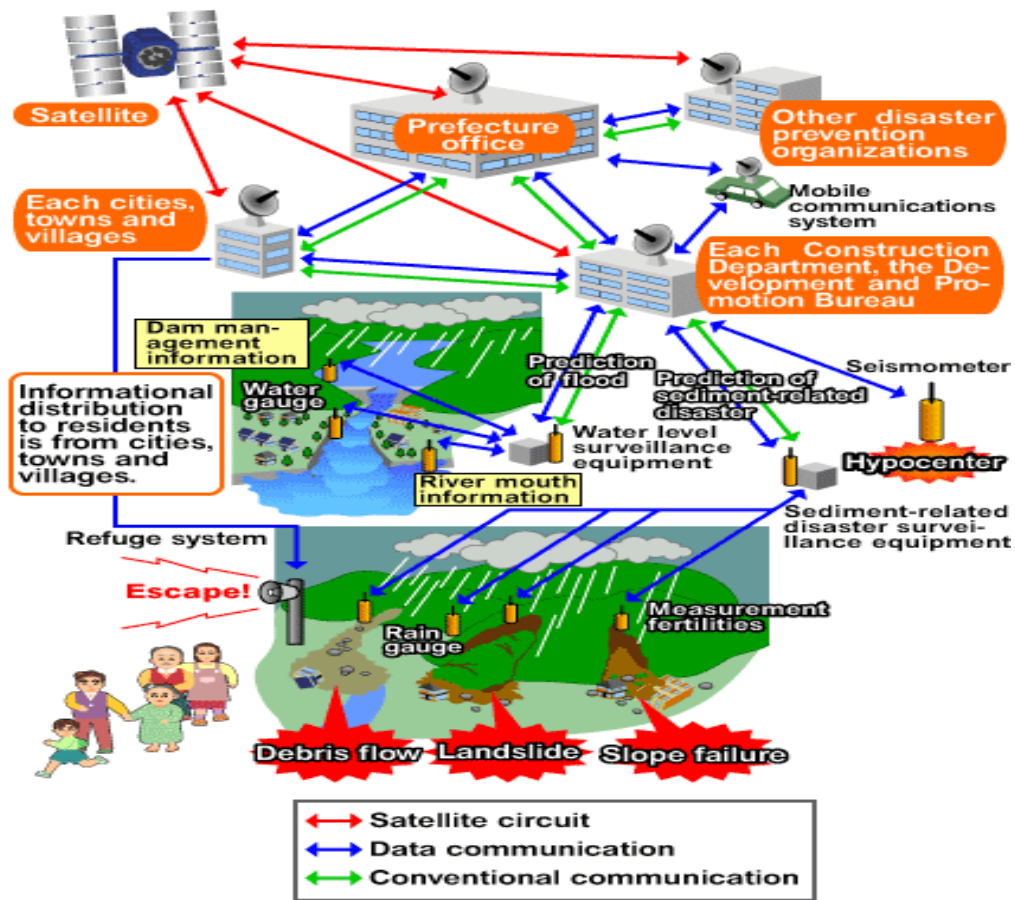 Satellite
Prefecture
office
Other disaster
prevention
organizations
Each cities,
towns and
villages
Mobile
communications
system
Each Construction
Department, the De-
velopment and Pro-
motion Bureau
Dam man-
agement
information
Water
gauge
Prediction
of flood
Prediction of
sediment-related
disaster
Seismometer
Informational
distribution
to residents
is from cities,
towns and
villages.
Water level
surveillance
equipment
Hypocenter
River mouth
information
Sediment-related
disaster survei-
llance equipment
Refuge system
Escape!
Rain
gauge
Measurement
fertilities
Debris flow
Landslide
Slope failure
Satellite circuit
Data communication
Conventional communication